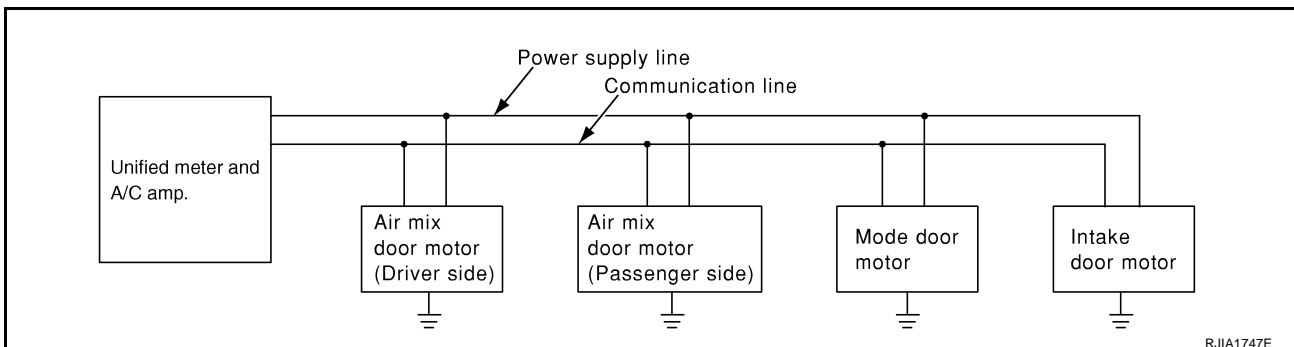 Power supply line
Communication line
Unified meter and
A/C amp.
Air mix
door motor
(Driver side)
Air mix
door motor
(Passenger side)
Mode door
motor
Intake
door motor
RJIA1747E